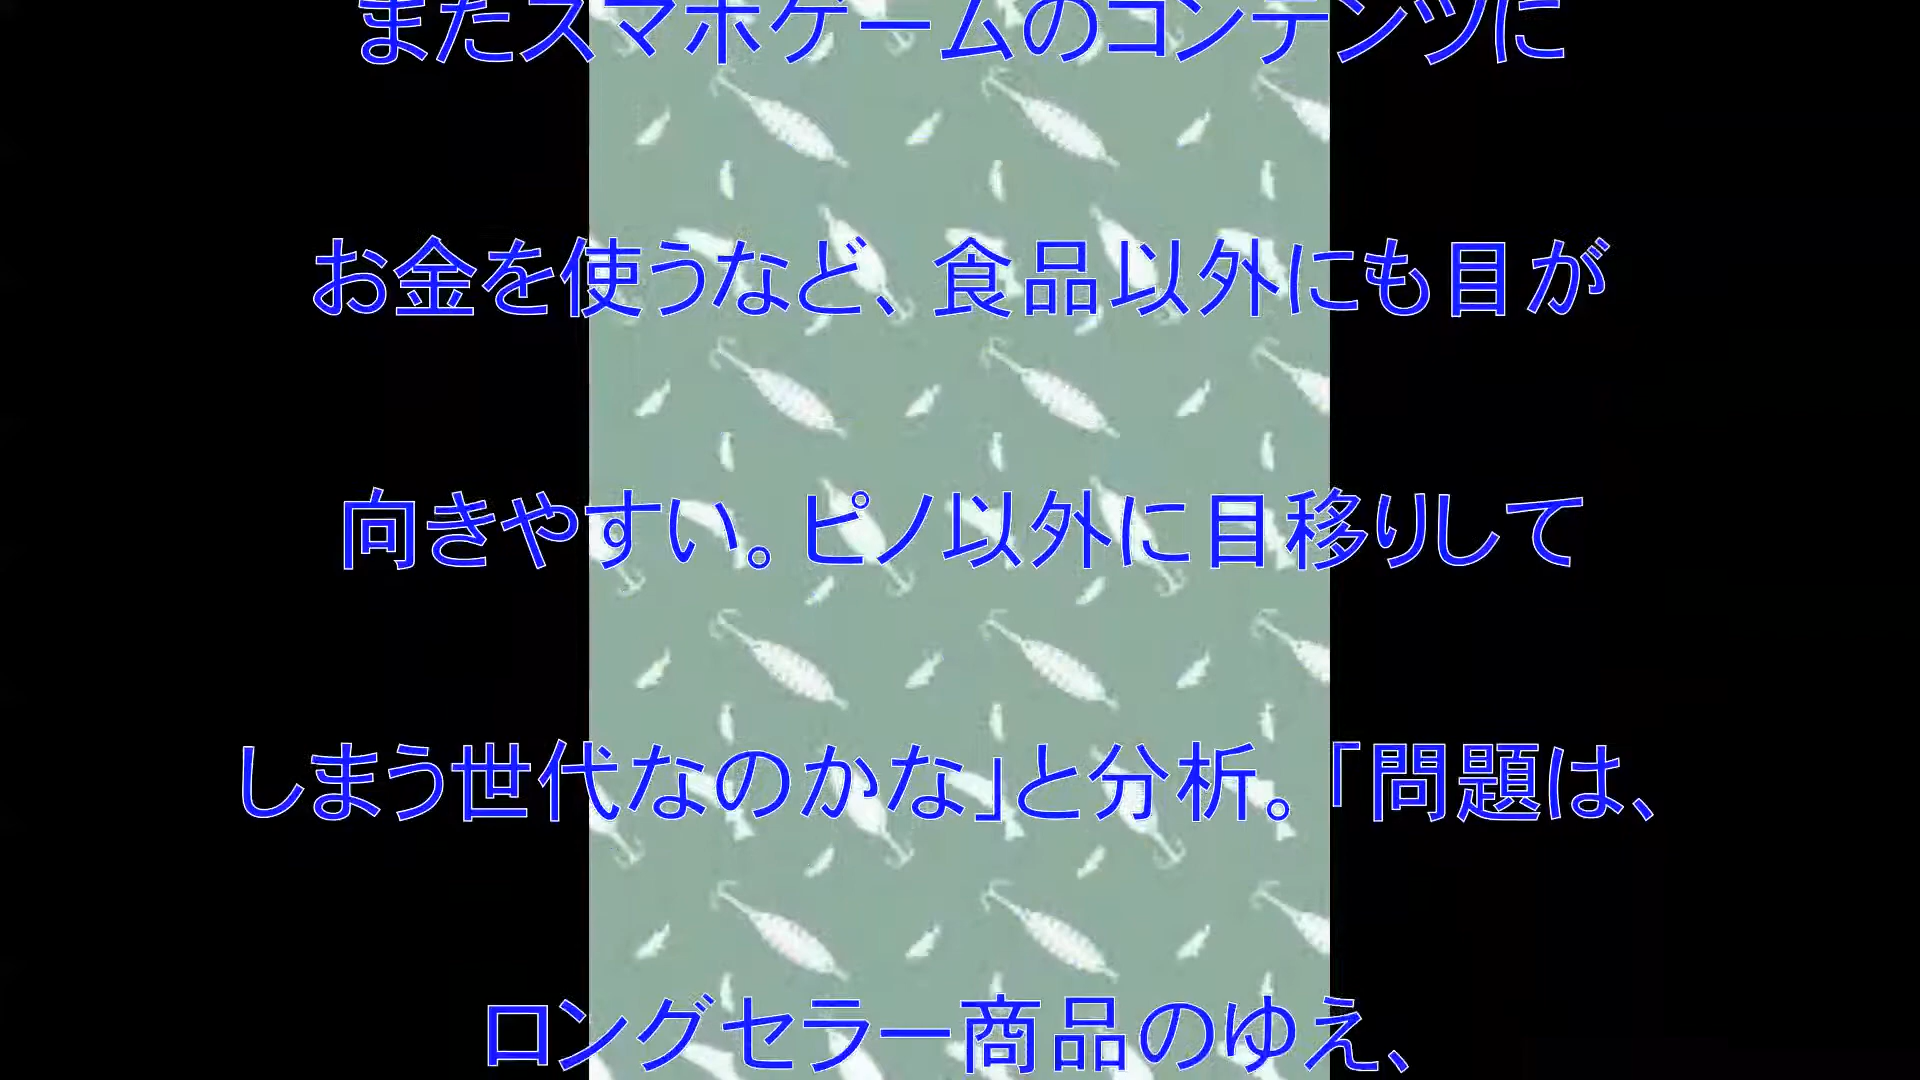 またスマホゲームのコンテンツに
お金を使うなど、食品以外にも目が
向きやすい。ピノ以外に目移りして
しまう世代なのかな」と分析。「問題は、
ロングセラー商品のゆえ、